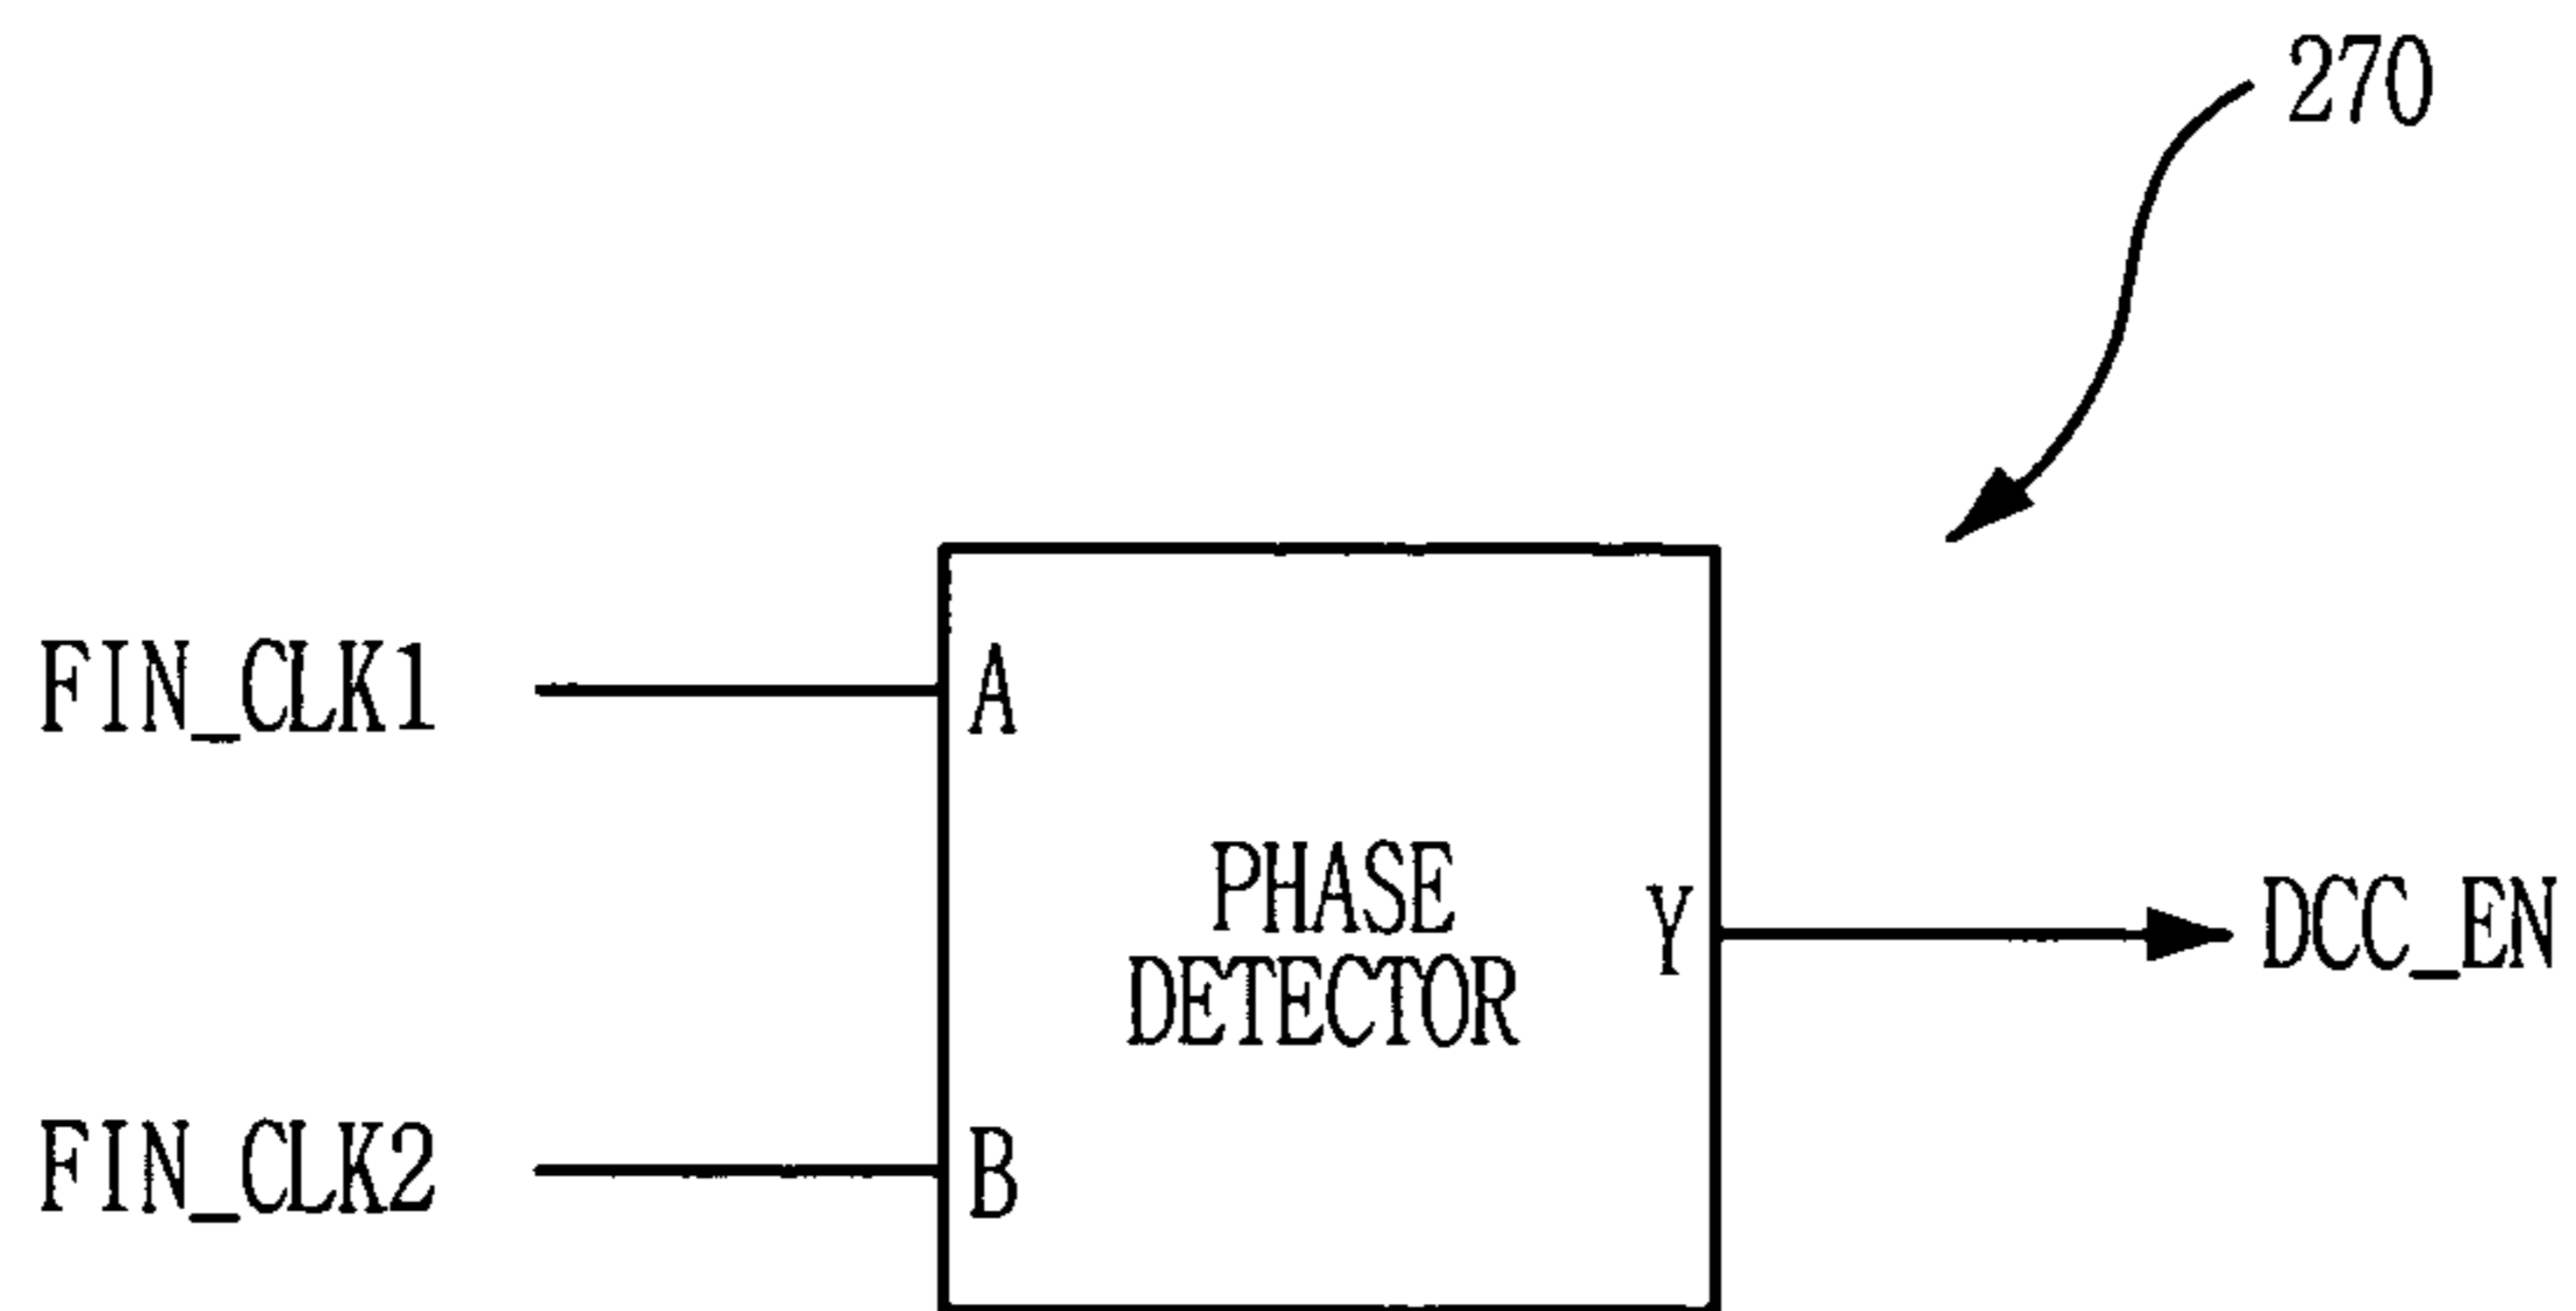 270
FIN_CLK1
A
PHASE
Y
DCC_EN
DETECTOR
FIN_CLK2
B